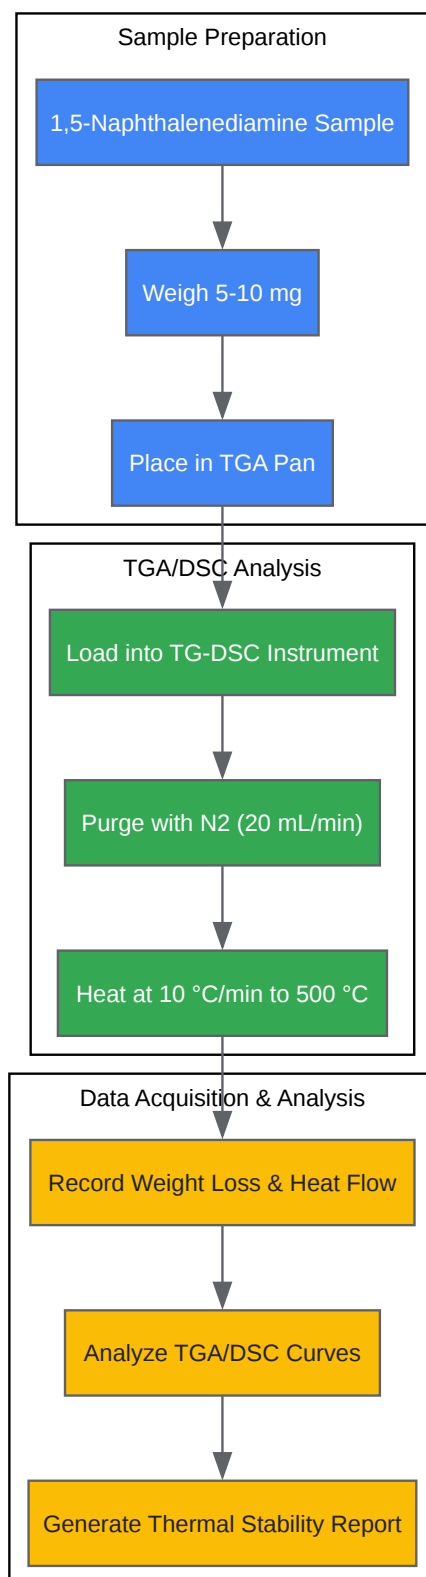 Sample Preparation
1,5-Naphthalenediamine Sample
Weigh 5-10 mg
Place in TGA Pan
TGA/DSC Analysis
Load into TG-DSC Instrument
Purge with N2 (20 mL/min)
Heat at 10 °C/min to 500 °C
Data Acquisition & Analysis
Record Weight Loss & Heat Flow
Analyze TGA/DSC Curves
Generate Thermal Stability Report